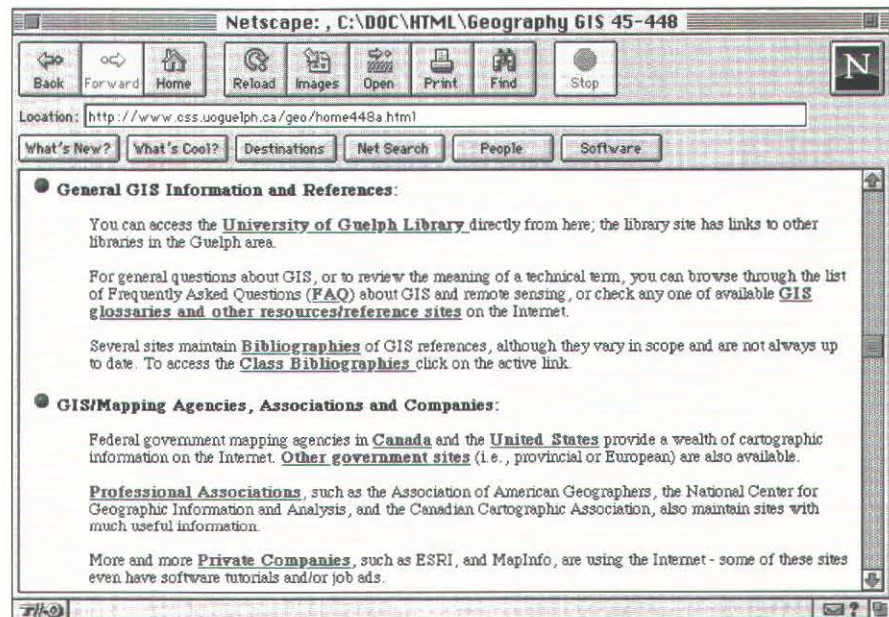 Netscape: , C:\DOC\HTML\Geography GIS 45-448
Back Forward Home Reload Images Open Print Find Stop
N
Location: http://www.css.uoguelph.ca/geo/home448a.html
What's New? What's Cool? Destinations Net Search People Software
General GIS Information and References:
You can access the University of Guelph Library directly from here; the library site has links to other
libraries in the Guelph area.
For general questions about GIS, or to review the meaning of a technical term, you can browse through the list
of Frequently Asked Questions (FAQ) about GIS and remote sensing, or check any one of available GIS
glossaries and other resources/reference sites on the Internet.
Several sites maintain Bibliographies of GIS references, although they vary in scope and are not always up
to date. To access the Class Bibliographies click on the active link.
GIS/Mapping Agencies, Associations and Companies:
Federal government mapping agencies in Canada and the United States provide a wealth of cartographic
information on the Internet. Other government sites (i.e., provincial or European) are also available.
Professional Associations, such as the Association of American Geographers, the National Center for
Geographic Information and Analysis, and the Canadian Cartographic Association, also maintain sites with
much useful information.
More and more Private Companies, such as ESRI, and MapInfo, are using the Internet - some of these sites
even have software tutorials and/or job ads.
?